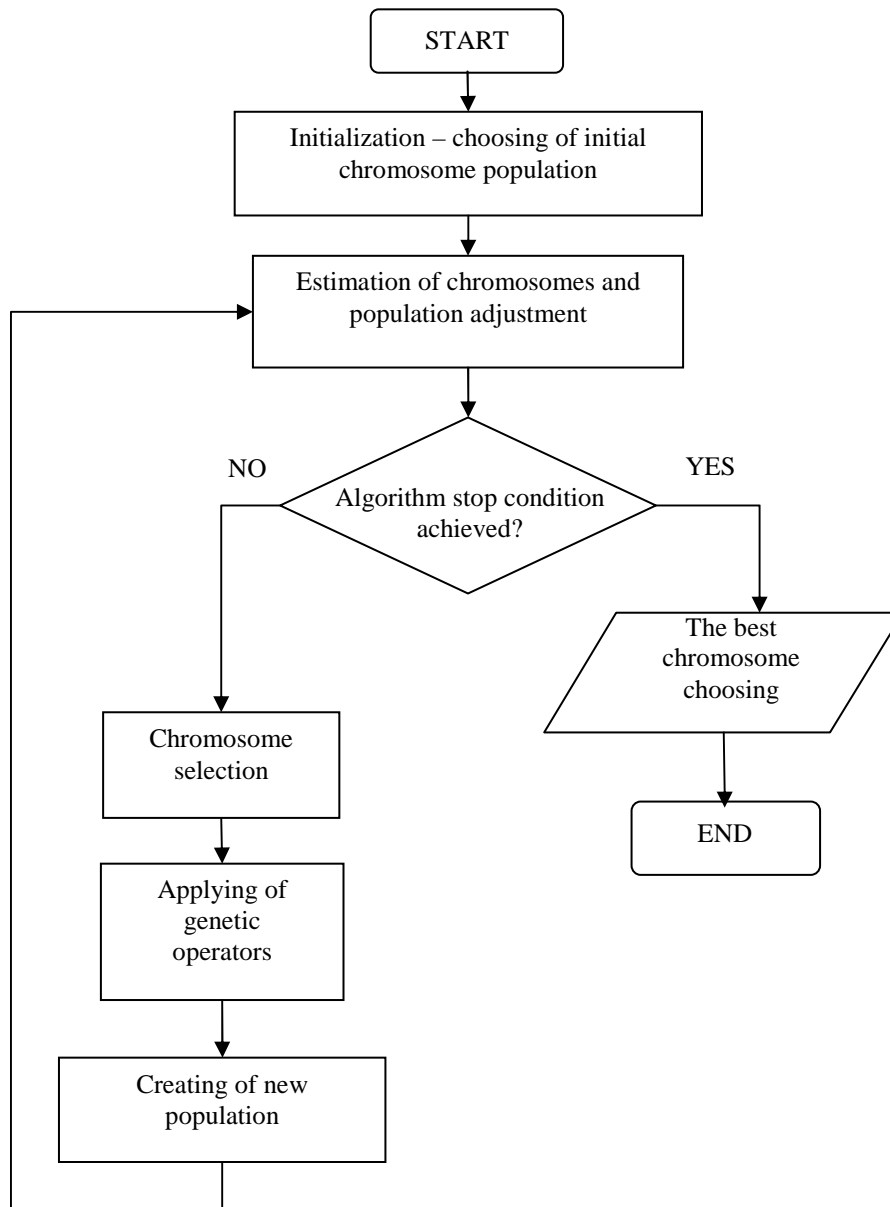 START
Initialization – choosing of initial
chromosome population
Estimation of chromosomes and
population adjustment
NO
YES
Algorithm stop condition
achieved?
The best
chromosome
choosing
Chromosome
selection
END
Applying of
genetic
operators
Creating of new
population